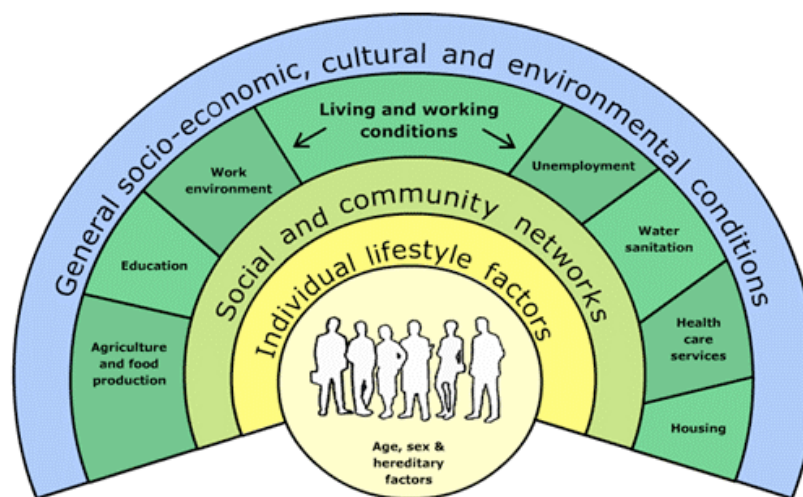 General socio-economic, cultural and environmental conditions
Living and working
conditions
Work
environment
Unemployment
Education
Water
sanitation
Agriculture
and food
production
Health
care
services
Housing
Social and community networks
Individual lifestyle factors
Age, sex &
hereditary
factors